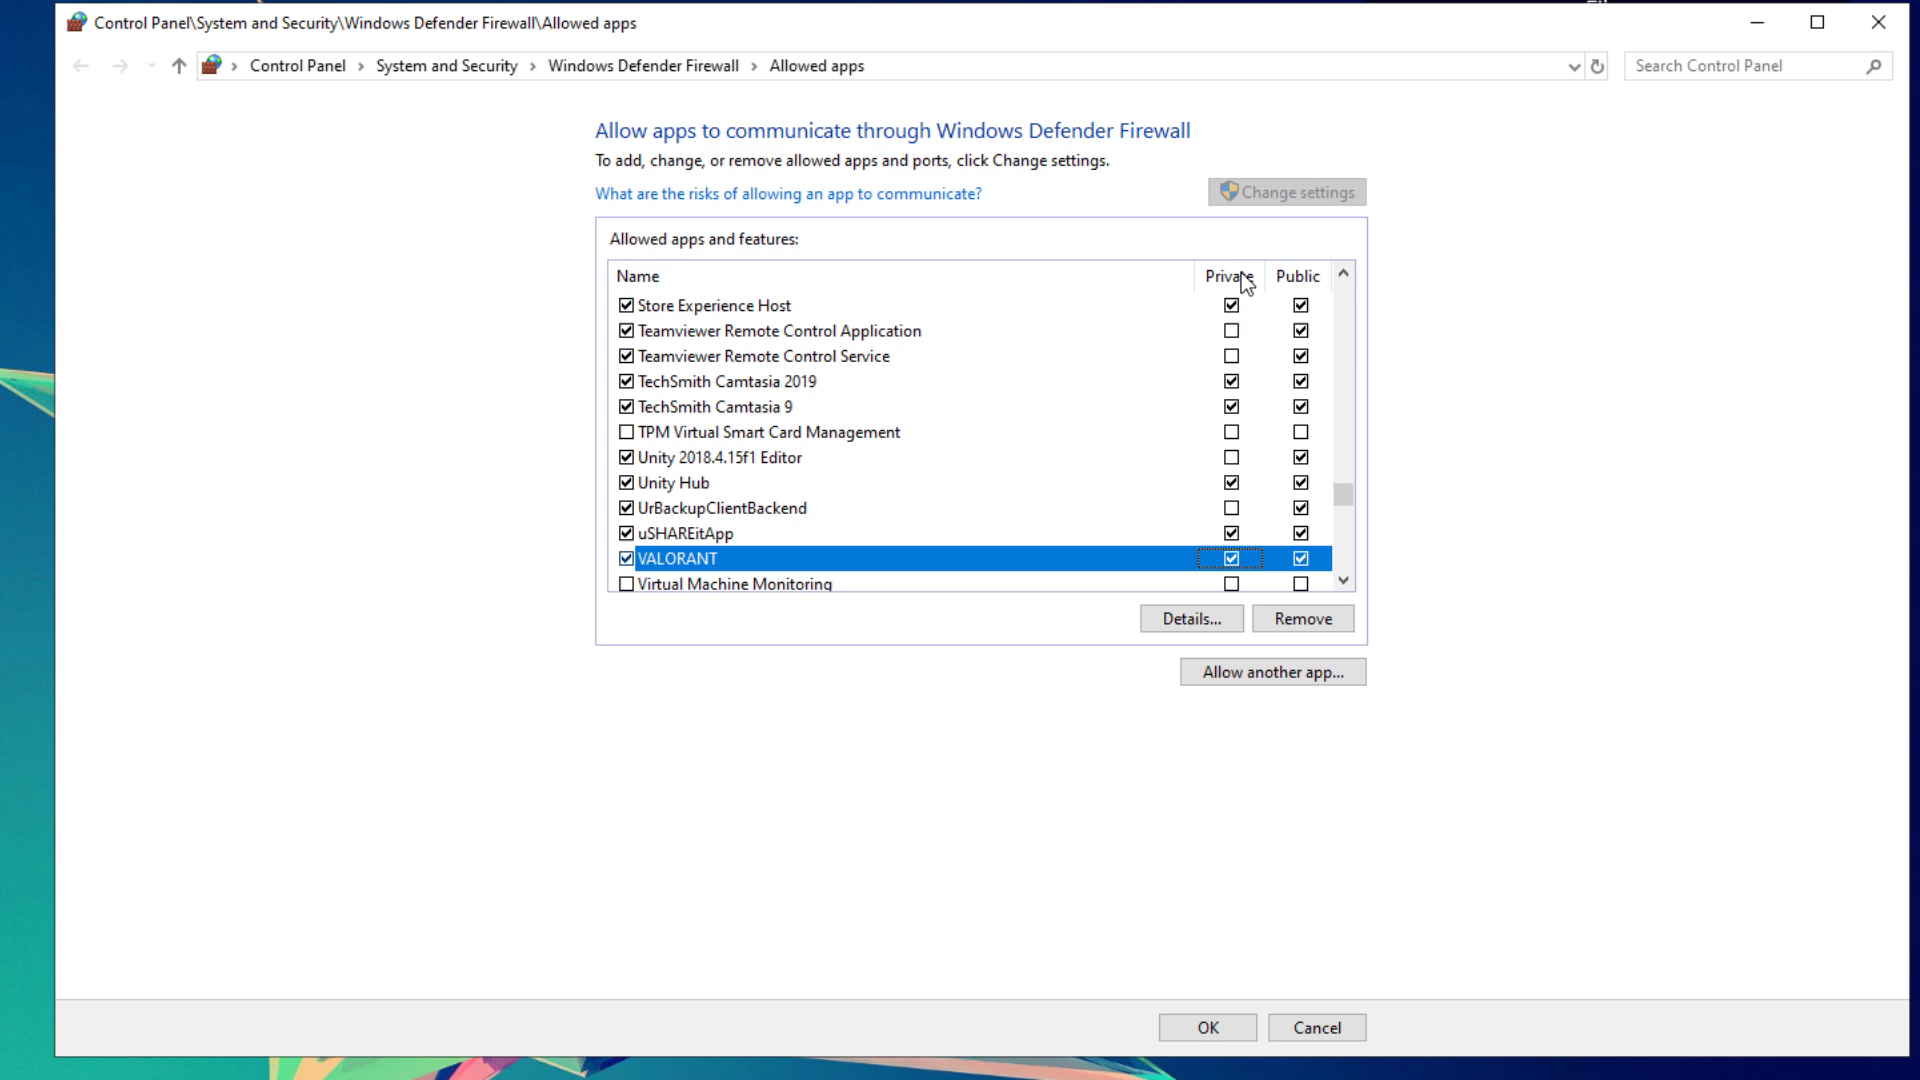 Control Panel\System and Security\Windows Defender Firewall\Allowed apps
Control Panel > System and Security > Windows Defender Firewall > Allowed apps
Search Control Panel
Allow apps to communicate through Windows Defender Firewall
To add, change, or remove allowed apps and ports, click Change settings.
What are the risks of allowing an app to communicate?
Change settings
Allowed apps and features:
Name Private Public
Store Experience Host
Teamviewer Remote Control Application
Teamviewer Remote Control Service
TechSmith Camtasia 2019
TechSmith Camtasia 9
TPM Virtual Smart Card Management
Unity 2018.4.15f1 Editor
Unity Hub
UrBackupClientBackend
uSHAREitApp
VALORANT
Virtual Machine Monitoring
Details... Remove
Allow another app...
OK Cancel